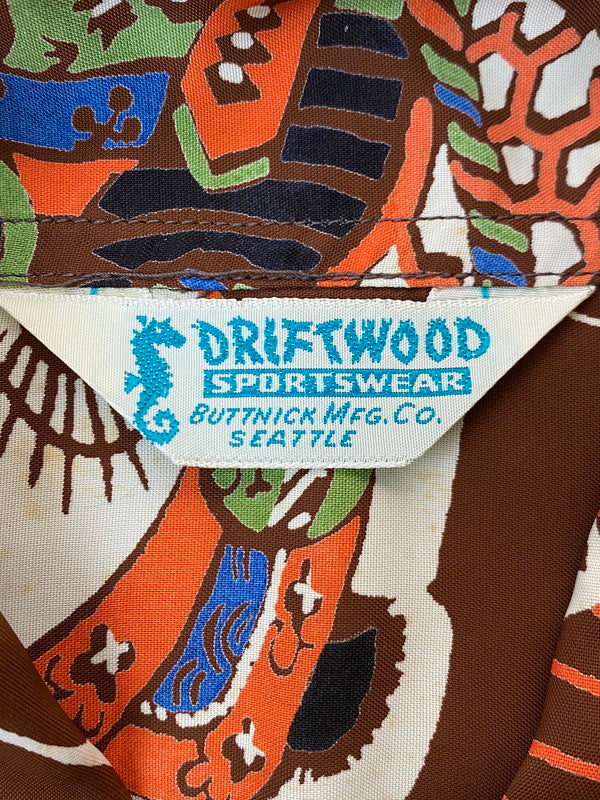 DRIFTWOOD
SPORTSWEAR
BUTTNICK MFG. CO.
SEATTLE